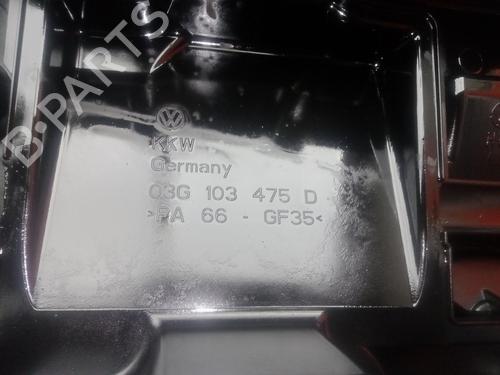 B-PARTS
VW
KKW
Germany
03G 103 475 D
>PA 66 - GF35<